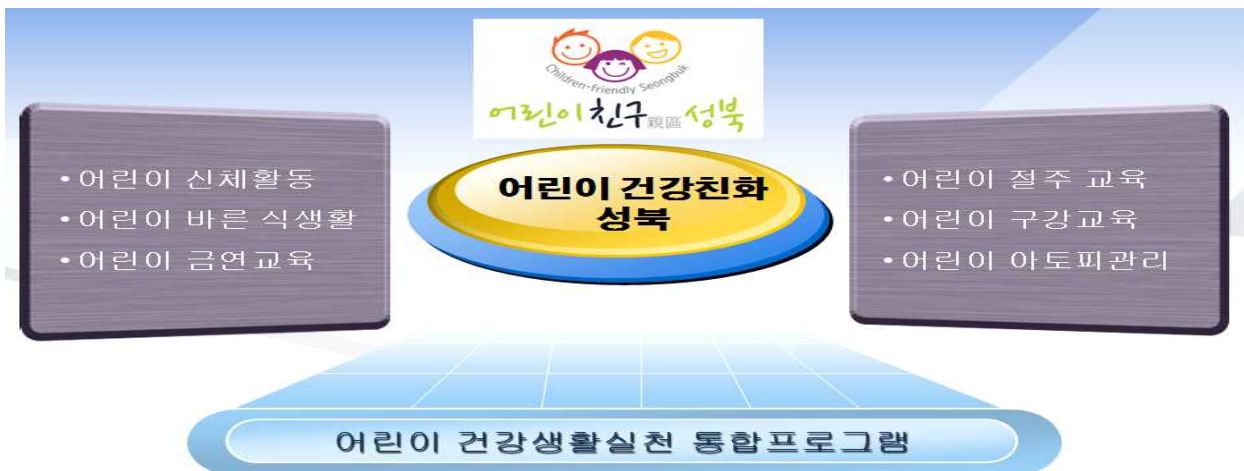 Children-friendly Seongbuk
어린이친구親區성북
어린이 건강친화
성북
• 어린이 신체활동
• 어린이 바른 식생활
• 어린이 금연교육
• 어린이 절주 교육
• 어린이 구강교육
• 어린이 아토피관리
어린이 건강생활실천 통합프로그램